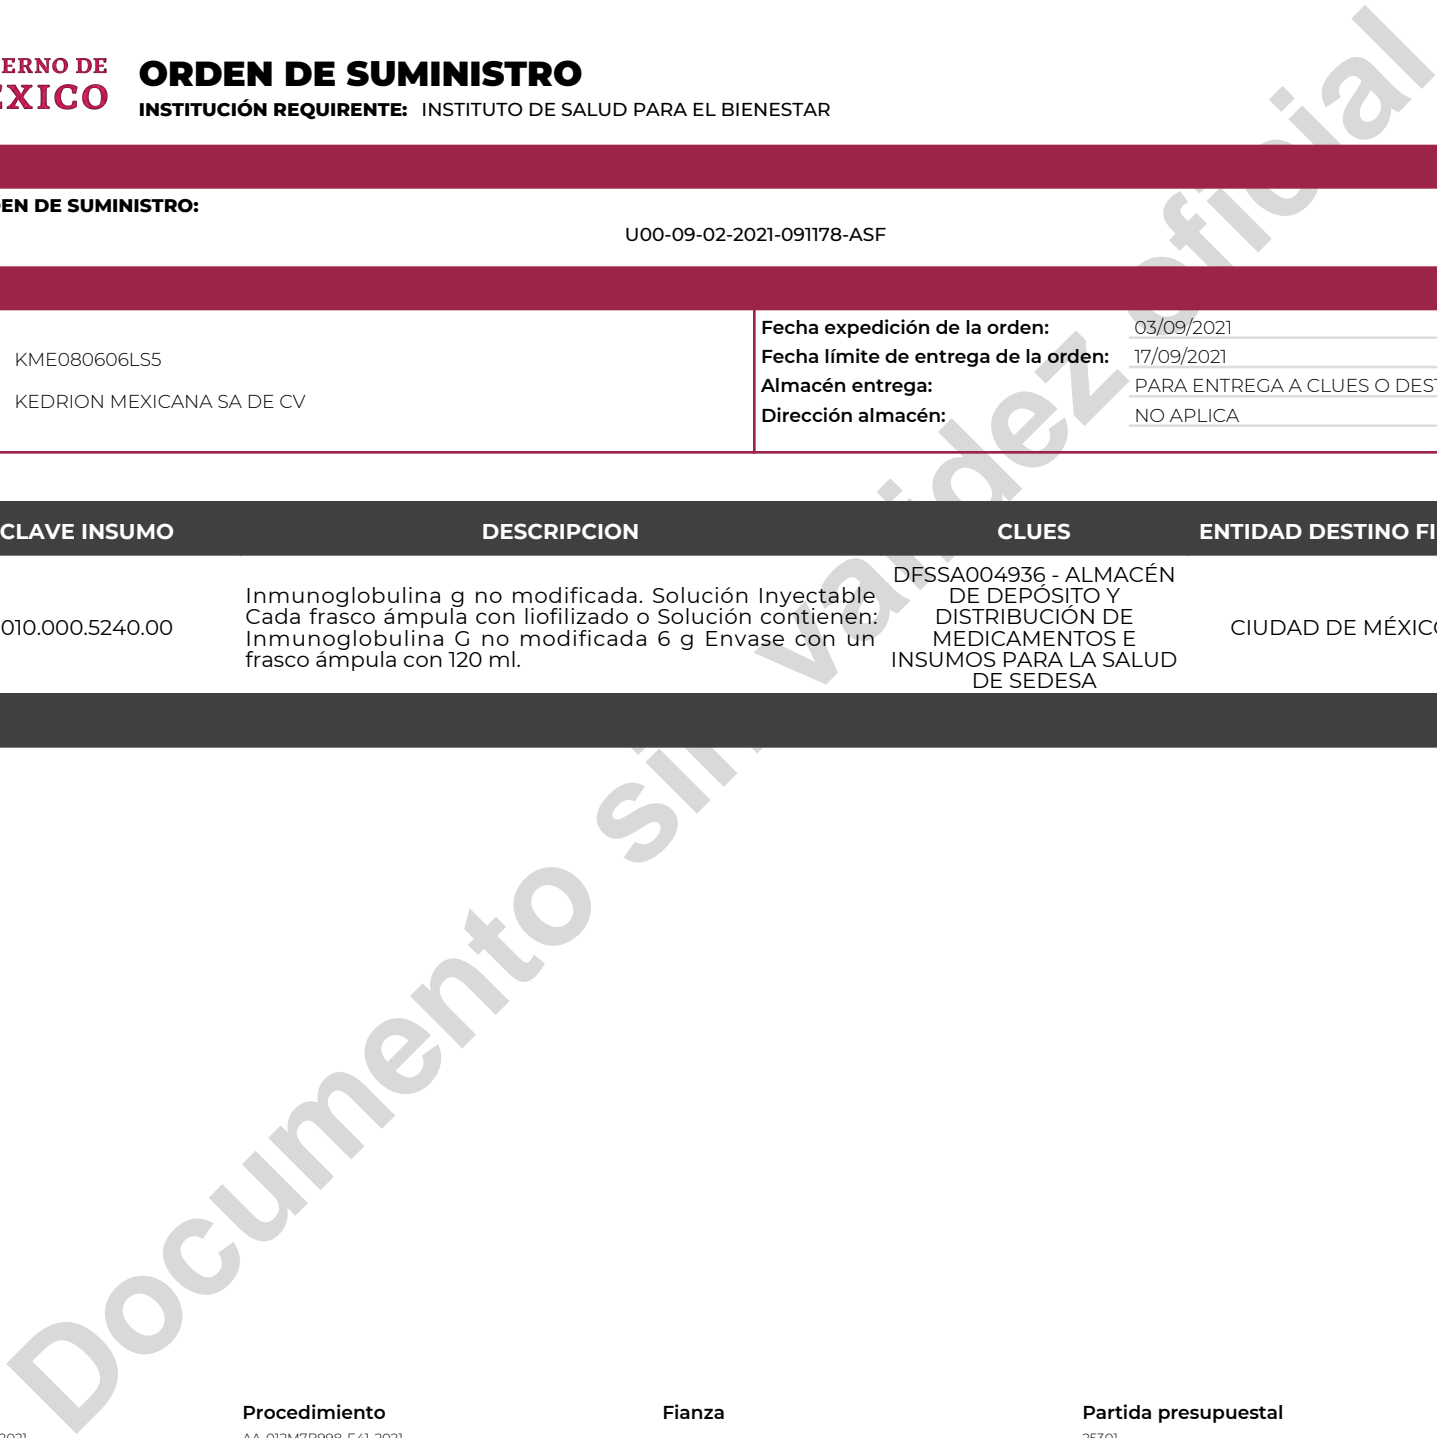 ERNO DE
ÉXICO
ORDEN DE SUMINISTRO
INSTITUCIÓN REQUIRENTE: INSTITUTO DE SALUD PARA EL BIENESTAR
EN DE SUMINISTRO:
U00-09-02-2021-091178-ASF
KME080606LS5
KEDRION MEXICANA SA DE CV
Fecha expedición de la orden: 03/09/2021
Fecha límite de entrega de la orden: 17/09/2021
Almacén entrega: PARA ENTREGA A CLUES O DEST
Dirección almacén: NO APLICA
CLAVE INSUMO DESCRIPCION CLUES ENTIDAD DESTINO FI
010.000.5240.00
Inmunoglobulina g no modificada. Solución Inyectable
Cada frasco ámpula con liofilizado o Solución contienen:
Inmunoglobulina G no modificada 6 g Envase con un
frasco ámpula con 120 ml.
DFSSA004936 - ALMACÉN
DE DEPÓSITO Y
DISTRIBUCIÓN DE
MEDICAMENTOS E
INSUMOS PARA LA SALUD
DE SEDESA
CIUDAD DE MÉXICO
Documento sin validez oficial
Procedimiento Fianza Partida presupuestal